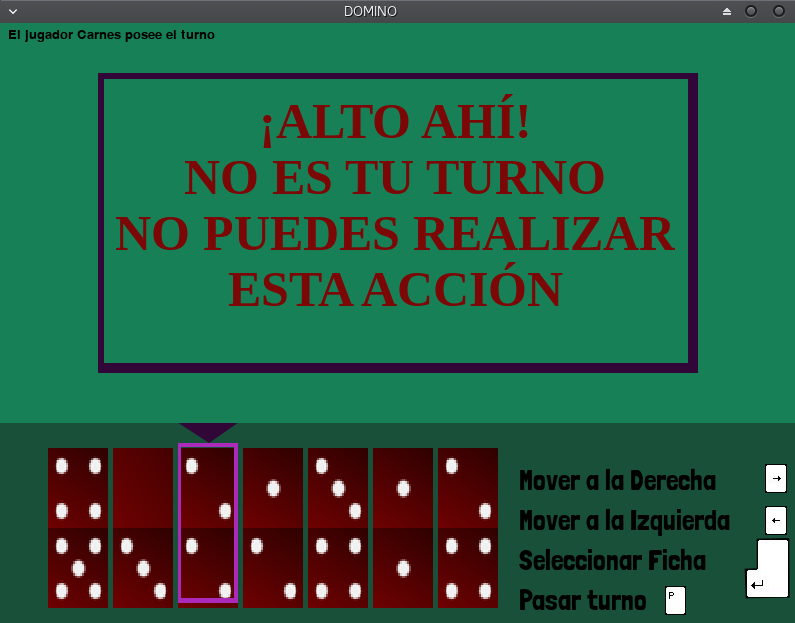 DOMINO
El jugador Carnes posee el turno
¡ALTO AHÍ!
NO ES TU TURNO
NO PUEDES REALIZAR
ESTA ACCIÓN
Mover a la Derecha →
Mover a la Izquierda ←
Seleccionar Ficha ↵
Pasar turno P